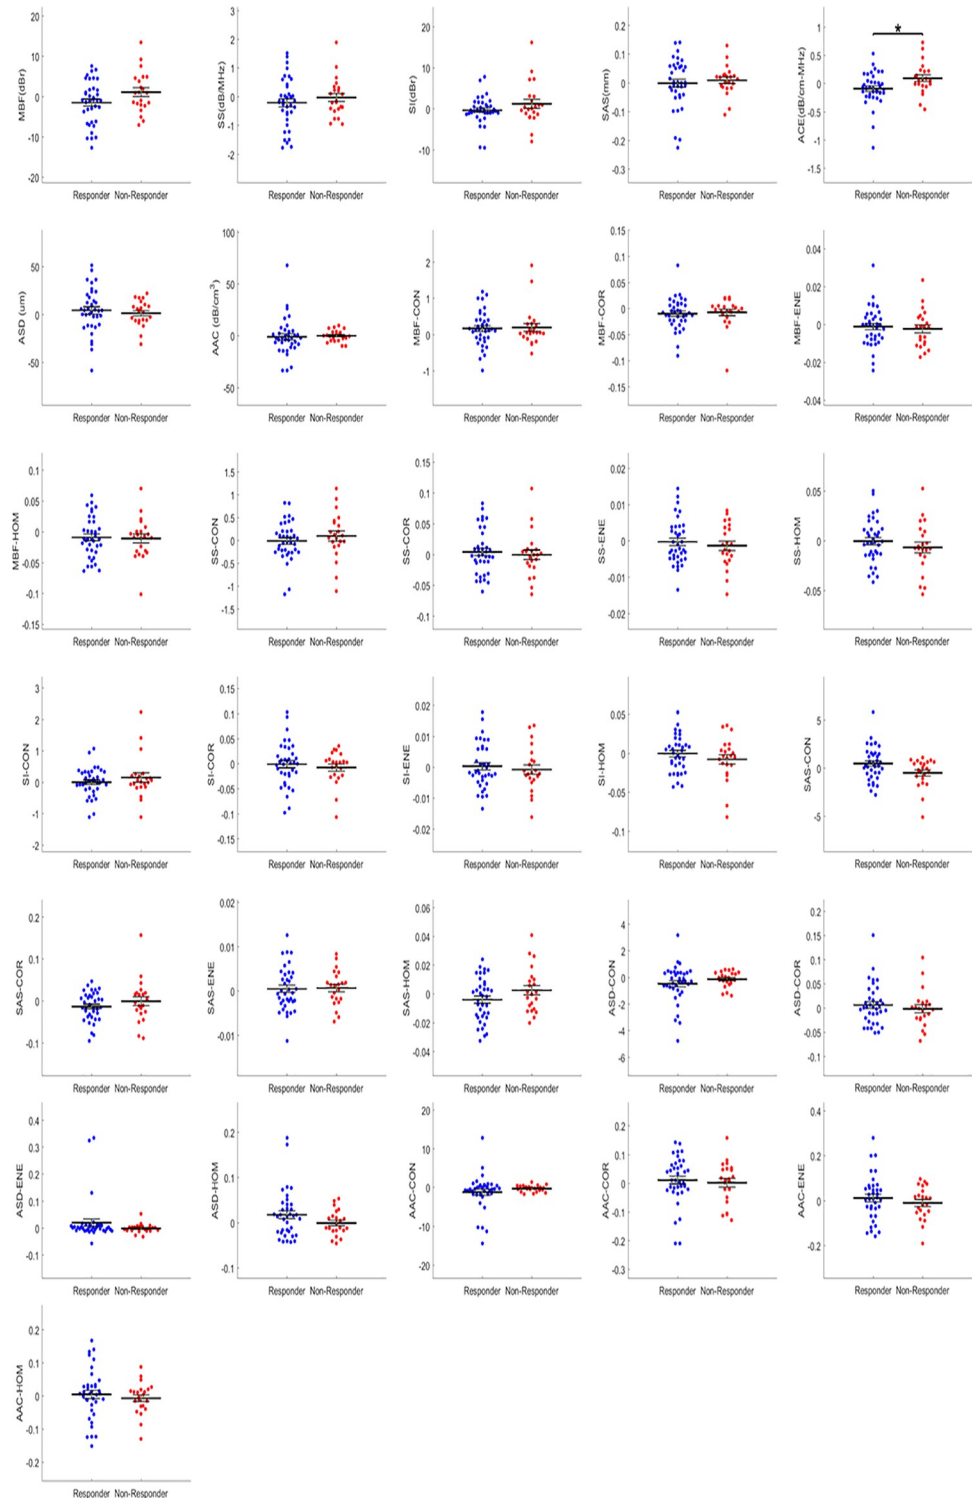 MBF(dBr)
20
10
0
-10
-20
Responder Non-Responder
SS(dB/MHz)
3
2
1
0
-1
-2
Responder Non-Responder
SI(dBr)
20
10
0
-10
Responder Non-Responder
SAS(mm)
0.2
0.1
0
-0.1
-0.2
-0.3
Responder Non-Responder
ACE(dB/cm-MHz)
1
0.5
0
-0.5
-1
-1.5
*
Responder Non-Responder
ASD (um)
50
0
-50
Responder Non-Responder
AAC (dB/cm³)
100
50
0
-50
Responder Non-Responder
MBF-CON
2
1
0
-1
Responder Non-Responder
MBF-COR
0.15
0.1
0.05
0
-0.05
-0.1
-0.15
Responder Non-Responder
MBF-ENE
0.04
0.02
0
-0.02
-0.04
Responder Non-Responder
MBF-HOM
0.1
0.05
0
-0.05
-0.1
-0.15
Responder Non-Responder
SS-CON
1.5
1
0.5
0
-0.5
-1
-1.5
Responder Non-Responder
SS-COR
0.15
0.1
0.05
0
-0.05
-0.1
Responder Non-Responder
SS-ENE
0.02
0.01
0
-0.01
-0.02
Responder Non-Responder
SS-HOM
0.05
0
-0.05
Responder Non-Responder
SI-CON
3
2
1
0
-1
-2
Responder Non-Responder
SI-COR
0.15
0.1
0.05
0
-0.05
-0.1
-0.15
Responder Non-Responder
SI-ENE
0.02
0.01
0
-0.01
-0.02
Responder Non-Responder
SI-HOM
0.05
0
-0.05
-0.1
Responder Non-Responder
SAS-CON
5
0
-5
Responder Non-Responder
SAS-COR
0.2
0.1
0
-0.1
Responder Non-Responder
SAS-ENE
0.02
0.01
0
-0.01
Responder Non-Responder
SAS-HOM
0.06
0.04
0.02
0
-0.02
-0.04
Responder Non-Responder
ASD-CON
4
2
0
-2
-4
-6
Responder Non-Responder
ASD-COR
0.2
0.15
0.1
0.05
0
-0.05
-0.1
Responder Non-Responder
ASD-ENE
0.4
0.3
0.2
0.1
0
-0.1
Responder Non-Responder
ASD-HOM
0.2
0.1
0
-0.1
Responder Non-Responder
AAC-CON
20
10
0
-10
-20
Responder Non-Responder
AAC-COR
0.2
0.1
0
-0.1
-0.2
-0.3
Responder Non-Responder
AAC-ENE
0.4
0.2
0
-0.2
Responder Non-Responder
AAC-HOM
0.2
0.1
0
-0.1
-0.2
Responder Non-Responder